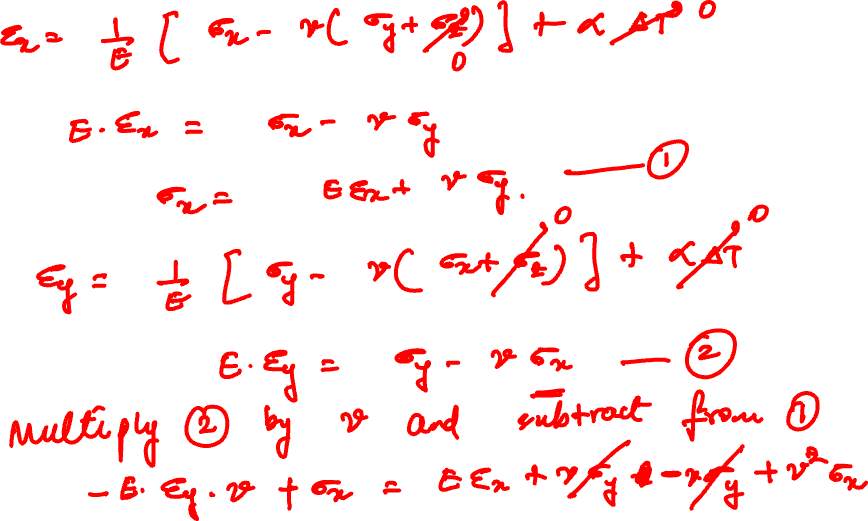 εx = 1/E [ σx - ν( σy + σz 0 ) ] + α ΔT 0
E. εx = σx - ν σy
σx = E εx + ν σy. —— ①
εy = 1/E [ σy - ν( σx + σz 0 ) ] + α ΔT 0
E. εy = σy - ν σx — ②
Multiply ② by ν and subtract from ①
- E. εy. ν + σx = E εx + ν σy - ν σy + ν² σx